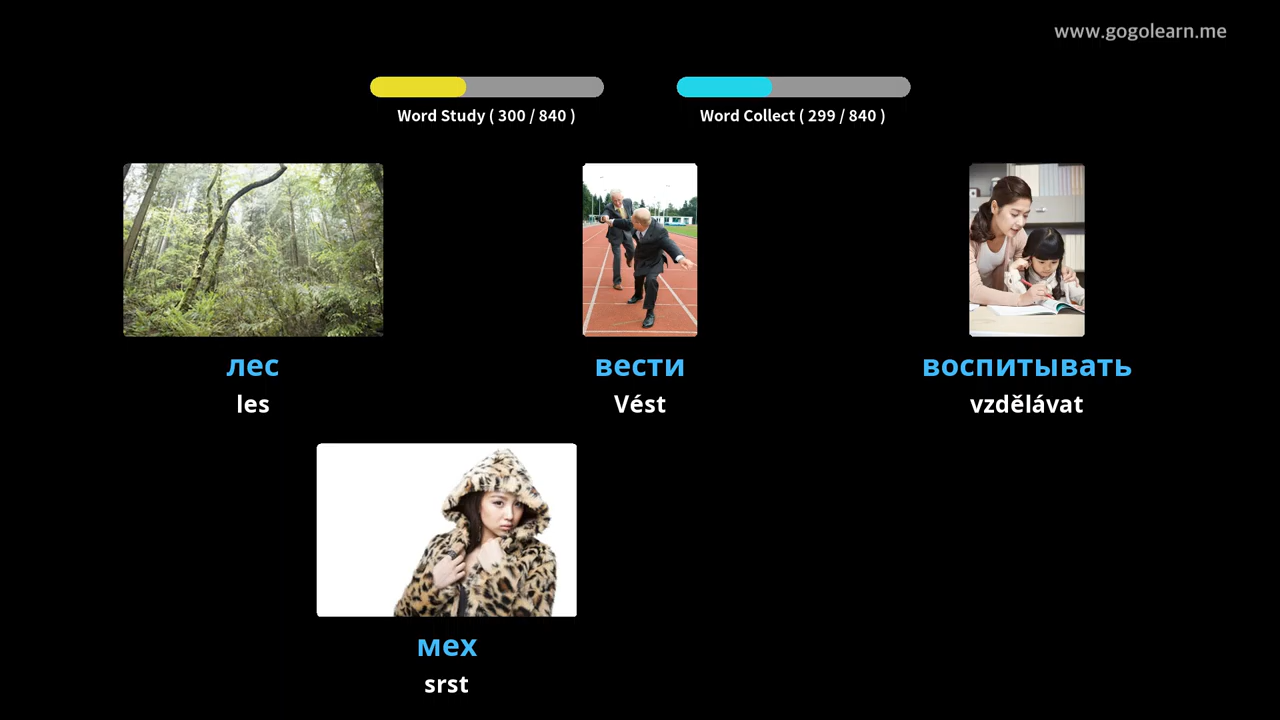 www.gogolearn.me
Word Study ( 300 / 840 )
Word Collect ( 299 / 840 )
лес
вести
воспитывать
les
Vést
vzdělávat
мех
srst